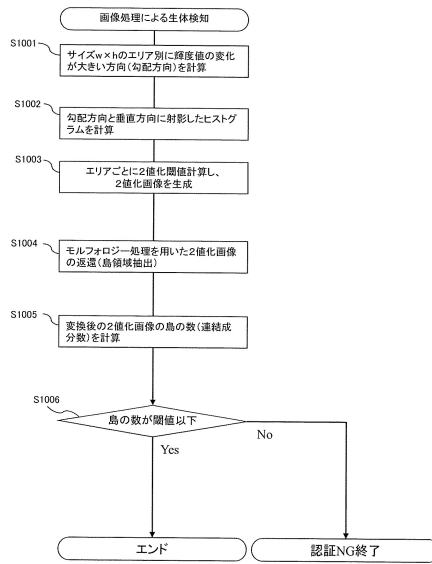 画像処理による生体検知
S1001
サイズw×hのエリア別に輝度値の変化
が大きい方向(勾配方向)を計算
S1002
勾配方向と垂直方向に射影したヒストグ
ラムを計算
S1003
エリアごとに2値化閾値計算し、
2値化画像を生成
S1004
モルフォロジー処理を用いた2値化画像
の返還(島領域抽出)
S1005
変換後の2値化画像の島の数(連結成
分数)を計算
S1006
島の数が閾値以下
No
Yes
エンド
認証NG終了